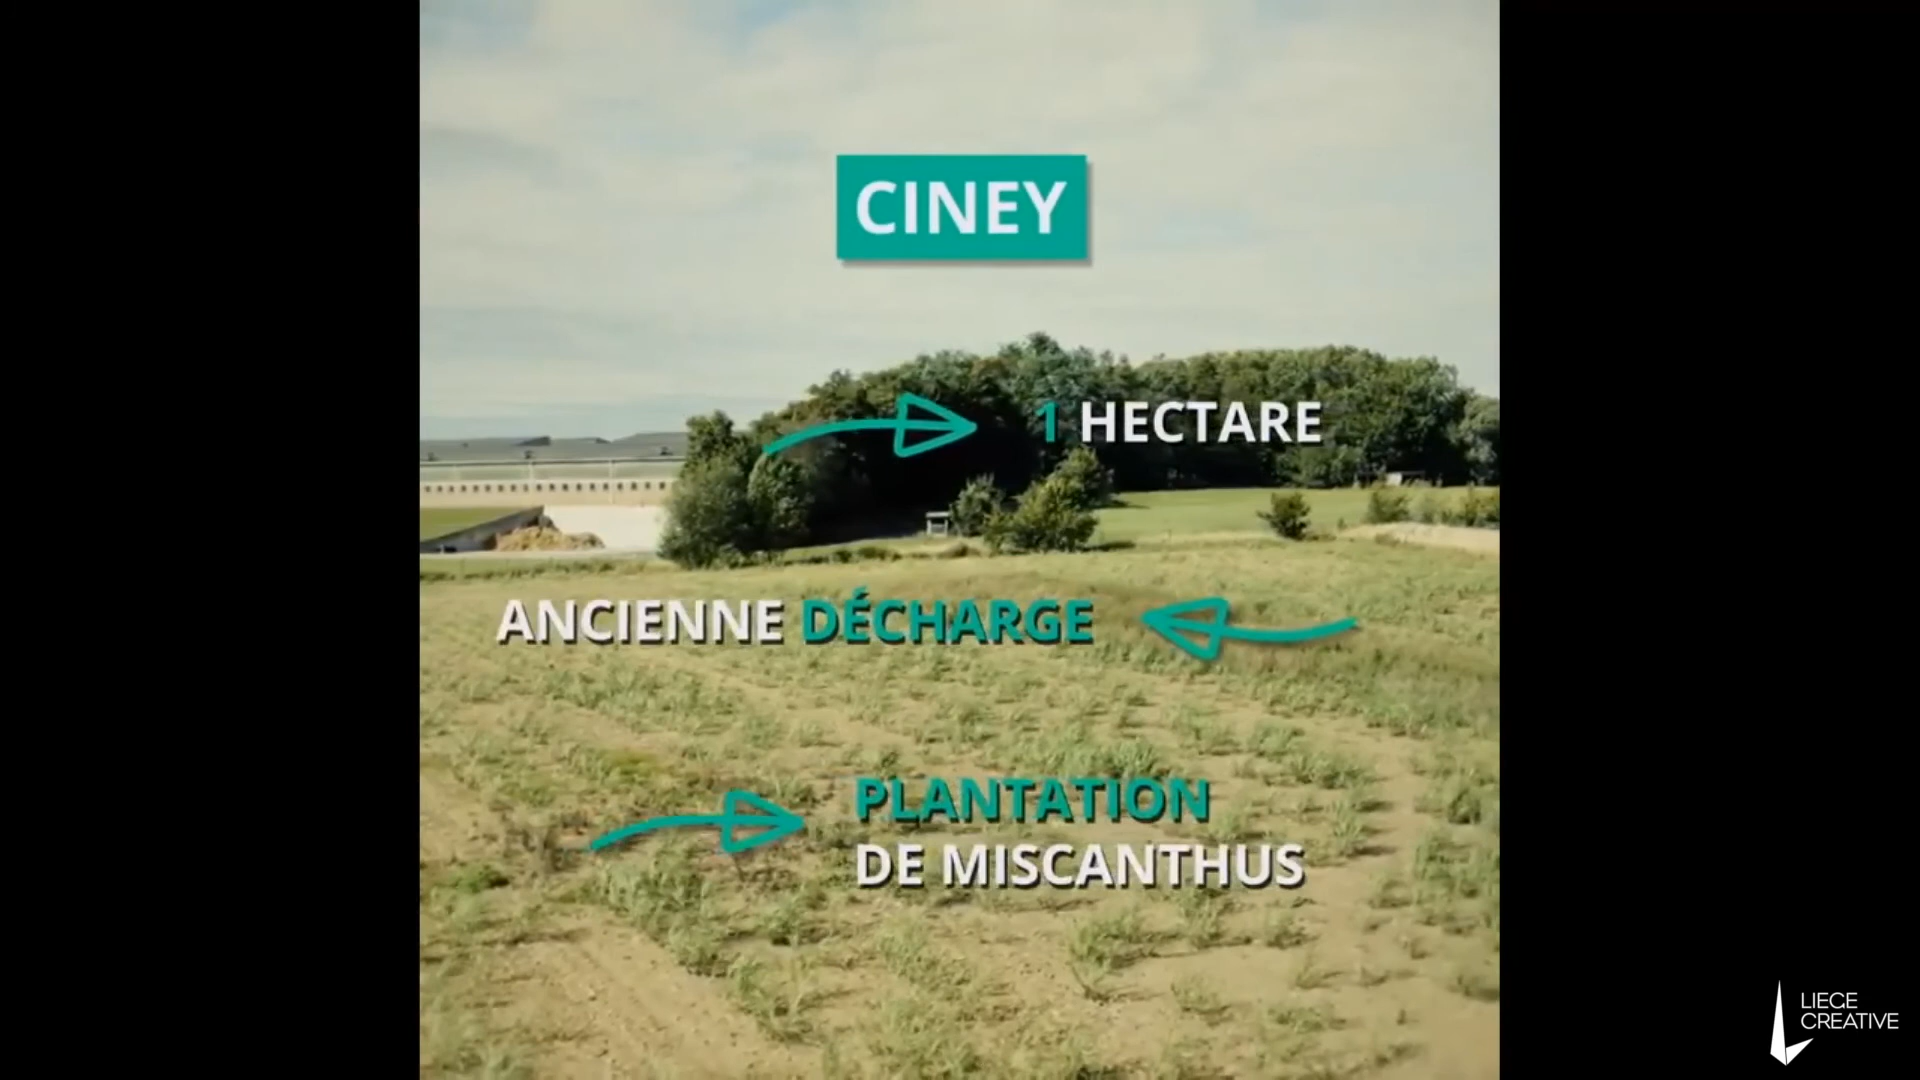 CINEY
1 HECTARE
ANCIENNE DÉCHARGE
PLANTATION
DE MISCANTHUS
LIEGE
CREATIVE